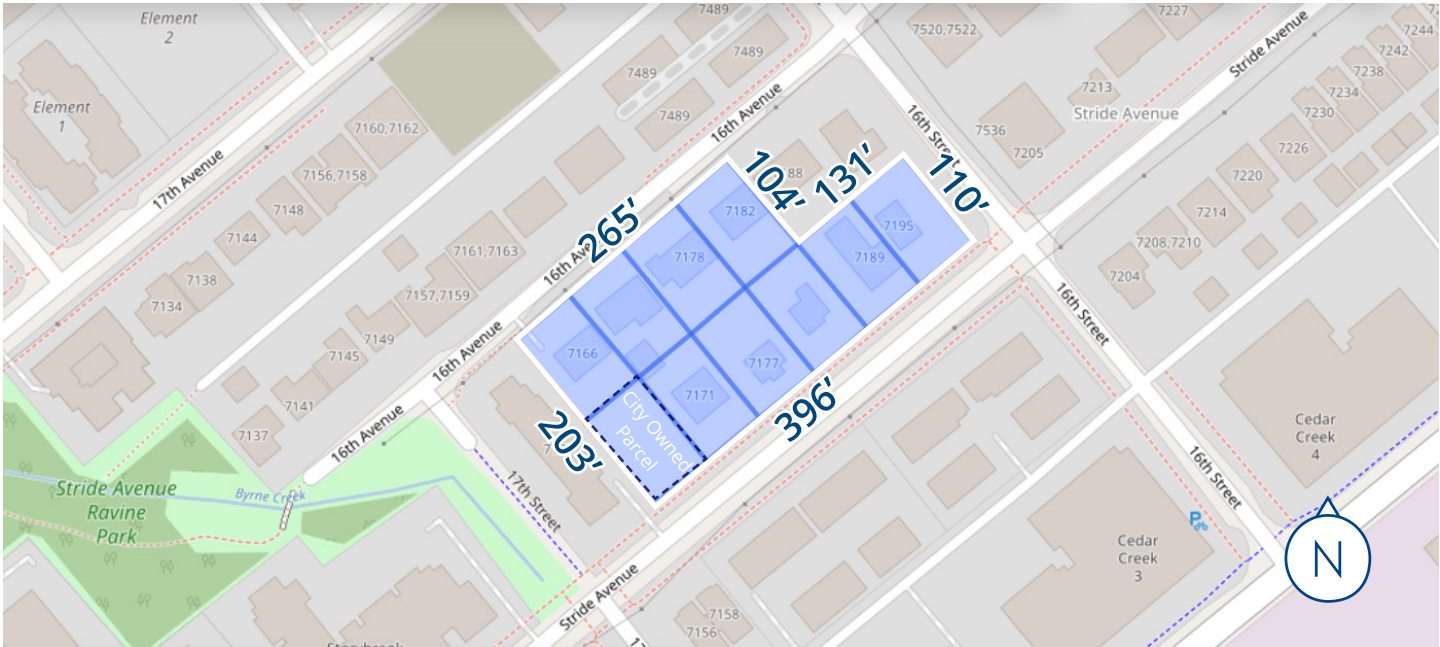 Element
2
7489
7489
7520,7522
7227
Stride Avenue
7244
7242
7238
7234
7230
7226
7220
7214
7208,7210
7204
7213
Stride Avenue
7536
7205
16th Street
16th Avenue
7489
7489
Element
1
17th Avenue
7160,7162
7156,7158
7148
7144
7138
7134
7161,7163
7157,7159
7149
7145
7141
7137
16th Avenue
16th Avenue
16th Ave
265'
104'
131'
110'
88
7182
7178
7166
7195
7189
7177
7171
City Owned
Parcel
203'
396'
16th Street
16th Street
Stride Avenue
Ravine
Park
Byrne Creek
17th Street
Stride Avenue
7158
7156
Cedar
Creek
4
Cedar
Creek
3
P
N